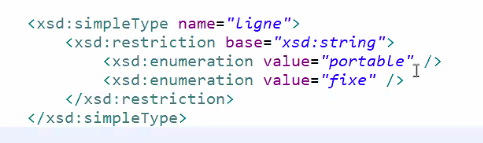 <xsd:simpleType name="ligne">
<xsd:restriction base="xsd:string">
<xsd:enumeration value="portable" />
<xsd:enumeration value="fixe" />
</xsd:restriction>
</xsd:simpleType>